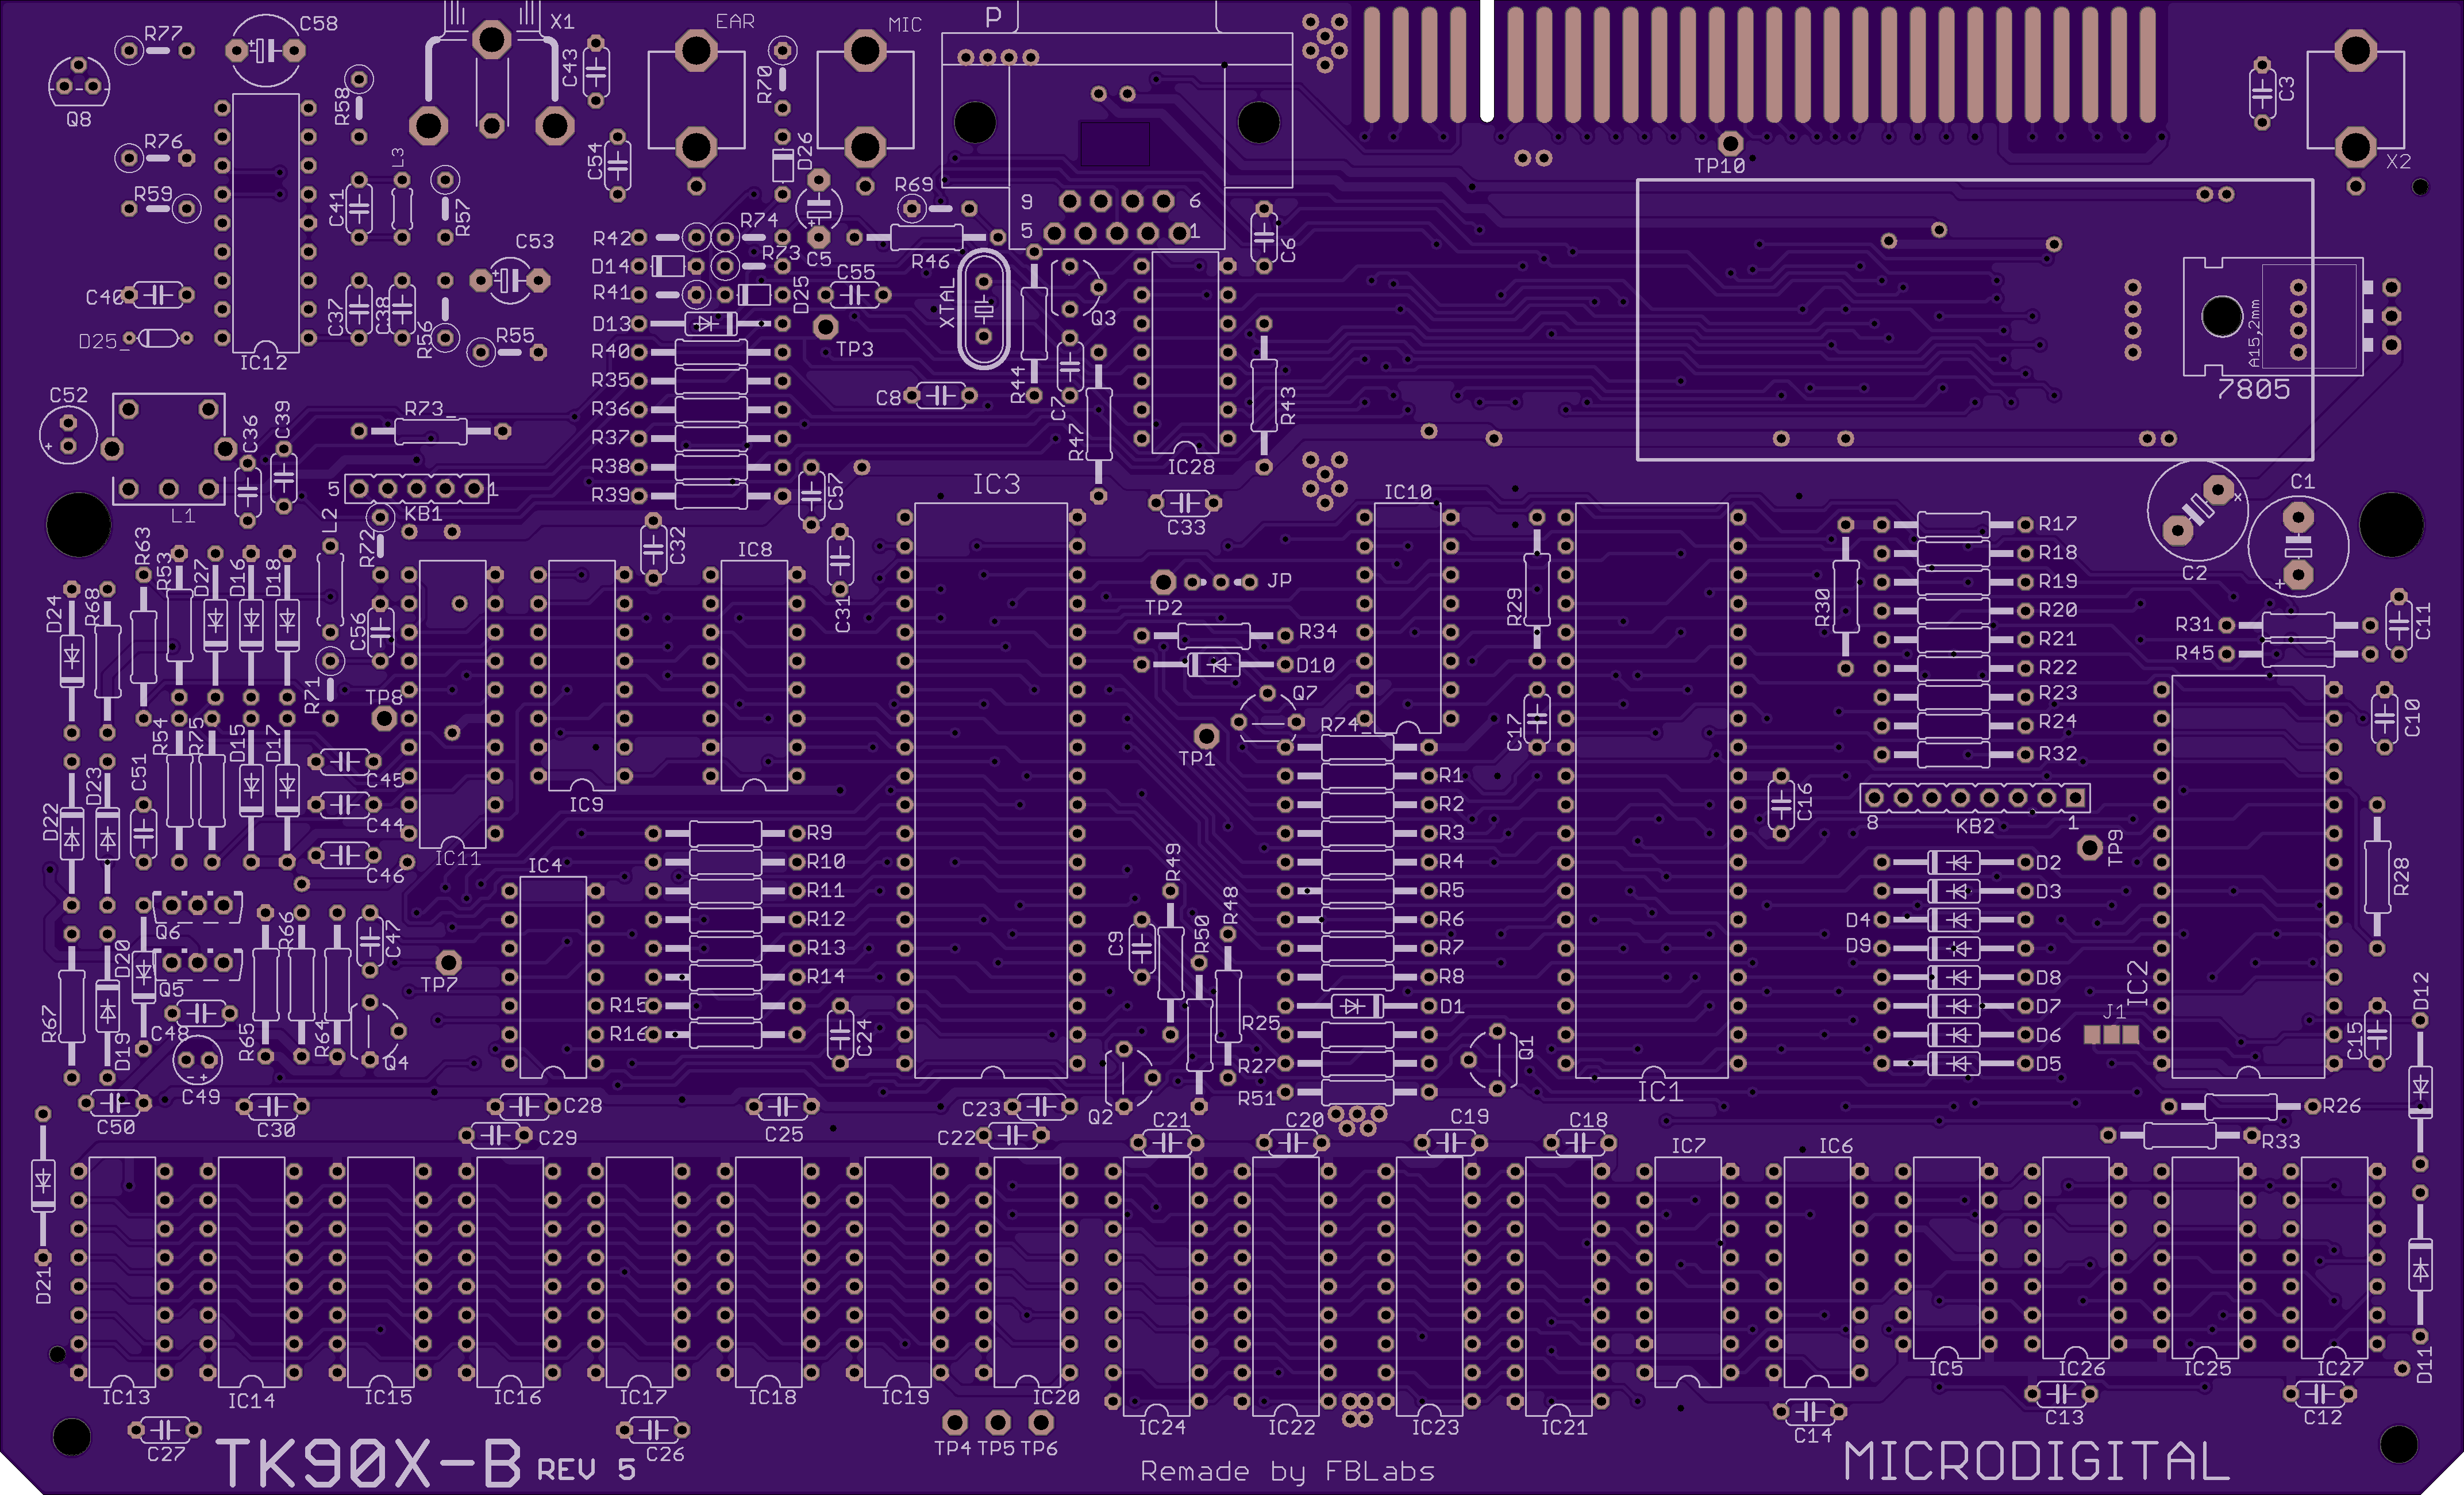 R77
C58
X1
EAR
MIC
P
C43
R70
R58
C3
Q8
R76
L3
C54
D26
TP10
X2
R59
C41
R57
R69
9
6
5
1
R42
R74
C5
R46
C6
C53
D14
R73
R41
D25
C55
XTAL
Q3
C40
C37
C38
R56
D13
TP3
R55
D25_
IC12
R40
R44
A15,2mm
7805
R35
C8
C7
R43
C52
R73_
R36
R47
C36
C39
R37
R38
IC28
5
1
R39
C57
IC3
IC10
C1
L1
KB1
C33
L2
R72
R63
C32
IC8
C31
R17
R18
C2
R53
D27
D16
D18
TP2
JP
R29
R30
R19
D24
R68
C56
R20
C11
R34
R21
R31
D10
R22
R45
R71
TP8
Q7
R23
C10
R54
R75
D15
D17
TP1
R74_
C17
R24
R32
D22
D23
C51
C45
IC9
R1
C16
R2
C44
8
KB2
1
R9
R3
TP9
IC11
IC4
R10
R49
R4
D2
R28
C46
R11
R5
D3
Q6
R66
C47
R12
R48
R6
D4
R13
C9
R50
R7
D9
D20
TP7
R14
R8
D8
IC2
Q5
R15
D1
D7
D12
R67
C48
D19
R65
R64
Q4
R16
C24
R25
Q1
D6
J1
C15
C49
R27
D5
C50
C30
C28
C25
C23
Q2
R51
IC1
R26
C29
C22
C21
C20
C19
C18
IC7
IC6
R33
D21
IC13
IC14
IC15
IC16
IC17
IC18
IC19
IC20
IC24
IC22
IC23
IC21
IC5
IC26
IC25
IC27
D11
C27
C26
TP4
TP5
TP6
C14
C13
C12
TK90X-B REV 5
Remade by FBLabs
MICRODIGITAL